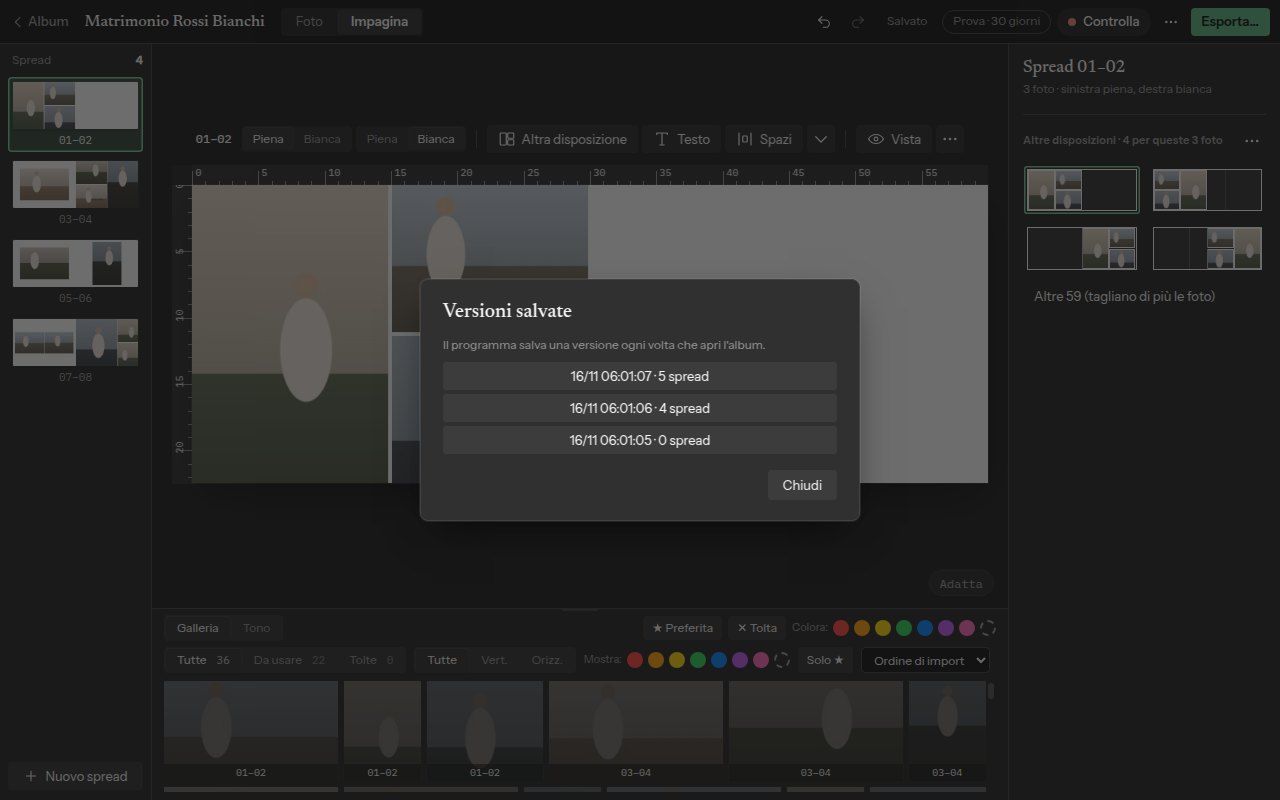 Album
Matrimonio Rossi Bianchi
Foto
Impagina
Salvato
Prova · 30 giorni
Controlla
Esporta...
Spread
4
01–02
03–04
05–06
07–08
Nuovo spread
01–02
Piena
Bianca
Piena
Bianca
Altra disposizione
Testo
Spazi
Vista
0 5 10 15 20 25 30 35 40 45 50 55
0
5
10
15
20
Versioni salvate
Il programma salva una versione ogni volta che apri l'album.
16/11 06:01:07 · 5 spread
16/11 06:01:06 · 4 spread
16/11 06:01:05 · 0 spread
Chiudi
Adatta
Spread 01–02
3 foto · sinistra piena, destra bianca
Altre disposizioni · 4 per queste 3 foto
Altre 59 (tagliano di più le foto)
Galleria
Tono
★ Preferita
✕ Tolta
Colora:
Tutte 36
Da usare 22
Tolte 0
Tutte
Vert.
Orizz.
Mostra:
Solo ★
Ordine di import
01–02
01–02
01–02
03–04
03–04
03–04